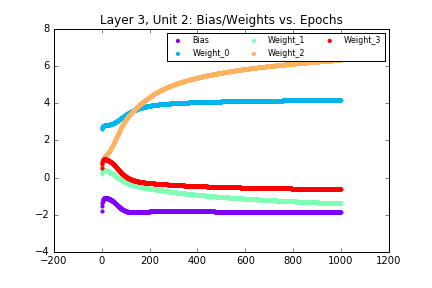 Layer 3, Unit 2: Bias/Weights vs. Epochs
8
6
4
2
0
−2
−4
−200 0 200 400 600 800 1000 1200
Bias Weight_1 Weight_3
Weight_0 Weight_2